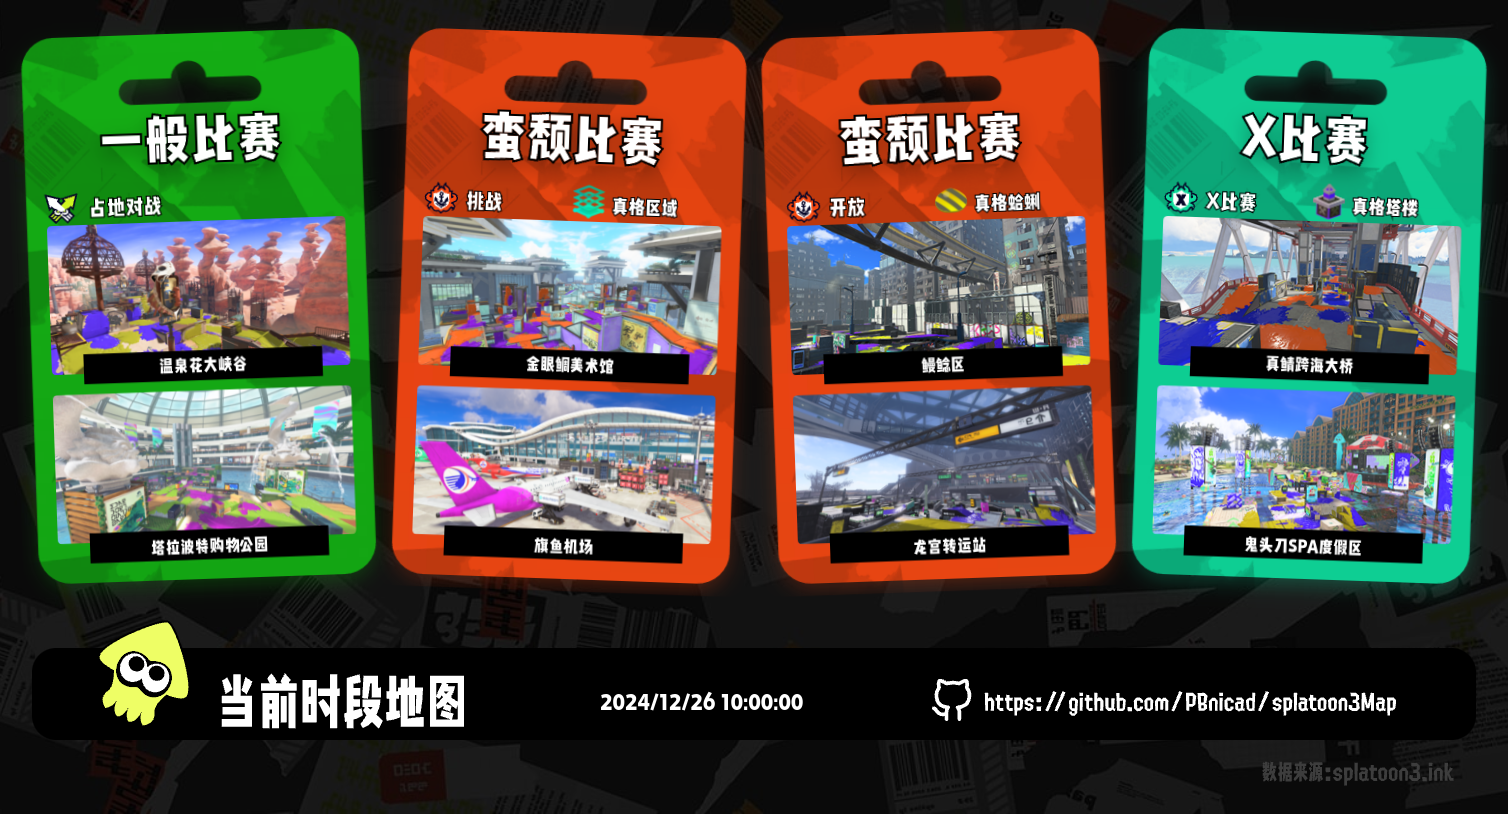 一般比赛
占地对战
温泉花大峡谷
塔拉波特购物公园
蛮颓比赛
挑战
真格区域
金眼鲷美术馆
旗鱼机场
蛮颓比赛
开放
真格蛤蜊
鳗鲶区
龙宫转运站
X比赛
X比赛
真格塔楼
真鲭跨海大桥
鬼头刀SPA度假区
当前时段地图
2024/12/26 10:00:00
https://github.com/PBnicad/splatoon3Map
数据来源:splatoon3.ink